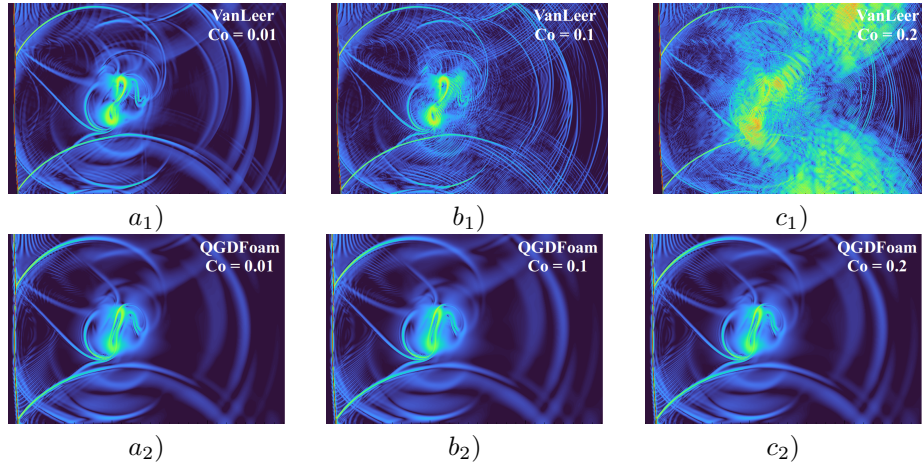 VanLeer
Co = 0.01
VanLeer
Co = 0.1
VanLeer
Co = 0.2
a1)
b1)
c1)
QGDFoam
Co = 0.01
QGDFoam
Co = 0.1
QGDFoam
Co = 0.2
a2)
b2)
c2)